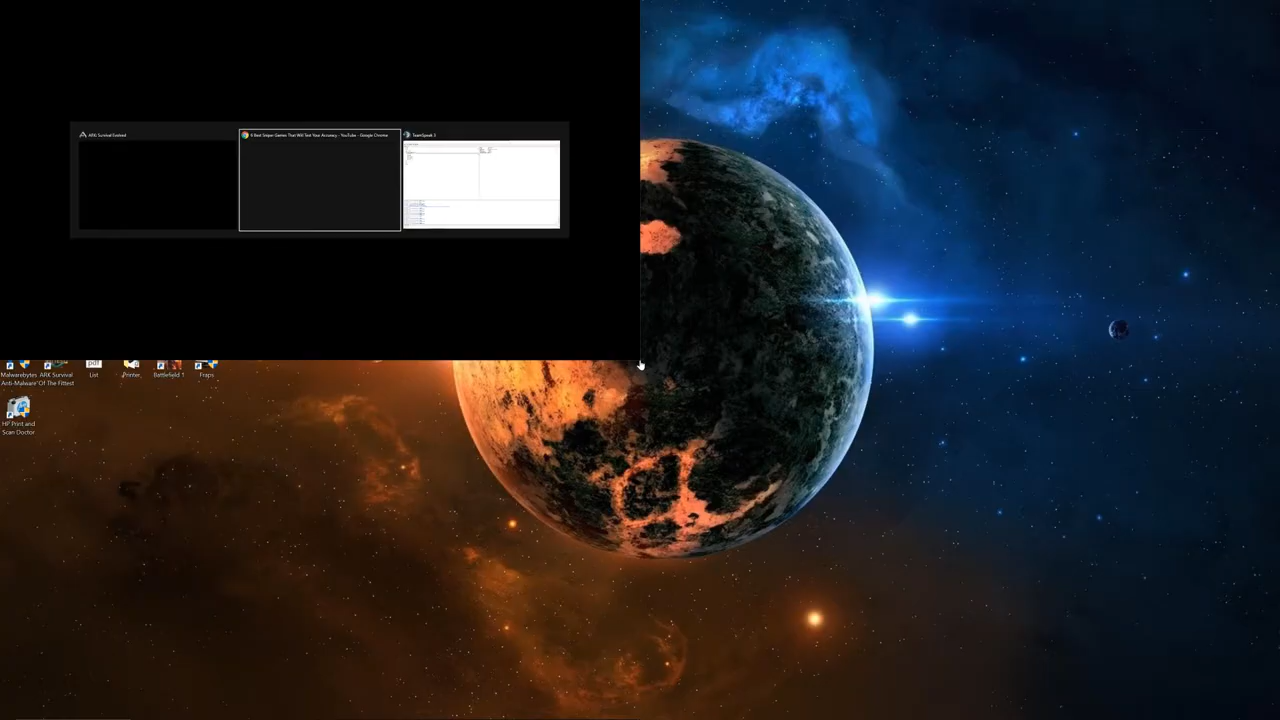 ARK: Survival Evolved
6 Best Sniper Games That Will Test Your Accuracy - YouTube - Google Chrome
TeamSpeak 3
Malwarebytes
Anti-Malware
ARK Survival
Of The Fittest
pdf
List
Printer
Battlefield 1
Fraps
HP Print and
Scan Doctor